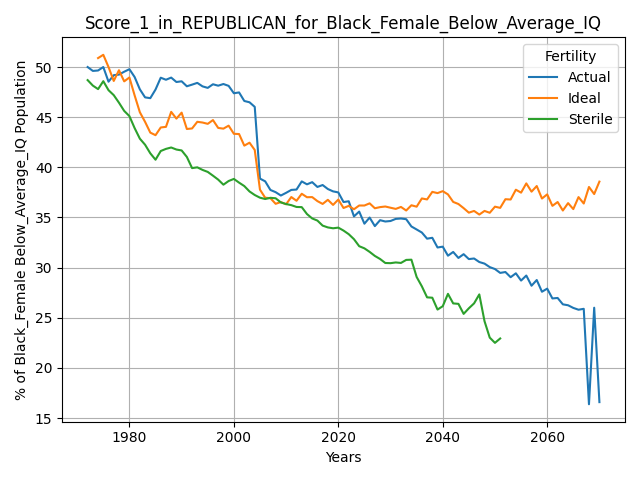 Score_1_in_REPUBLICAN_for_Black_Female_Below_Average_IQ
% of Black_Female Below_Average_IQ Population
50
45
40
35
30
25
20
15
Fertility
Actual
Ideal
Sterile
1980
2000
2020
2040
2060
Years